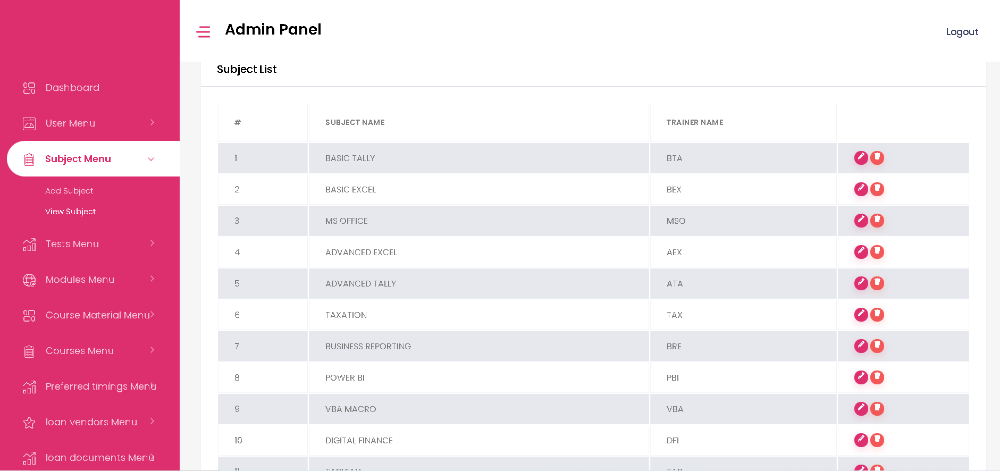 Admin Panel
Logout
Dashboard
User Menu
Subject Menu
Add Subject
View Subject
Tests Menu
Modules Menu
Course Material Menu
Courses Menu
Preferred timings Menu
loan vendors Menu
loan documents Menu
Subject List
# SUBJECT NAME TRAINER NAME
1 BASIC TALLY BTA
2 BASIC EXCEL BEX
3 MS OFFICE MSO
4 ADVANCED EXCEL AEX
5 ADVANCED TALLY ATA
6 TAXATION TAX
7 BUSINESS REPORTING BRE
8 POWER BI PBI
9 VBA MACRO VBA
10 DIGITAL FINANCE DFI